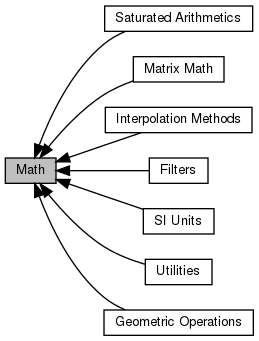 Saturated Arithmetics
Matrix Math
Interpolation Methods
Math
Filters
SI Units
Utilities
Geometric Operations